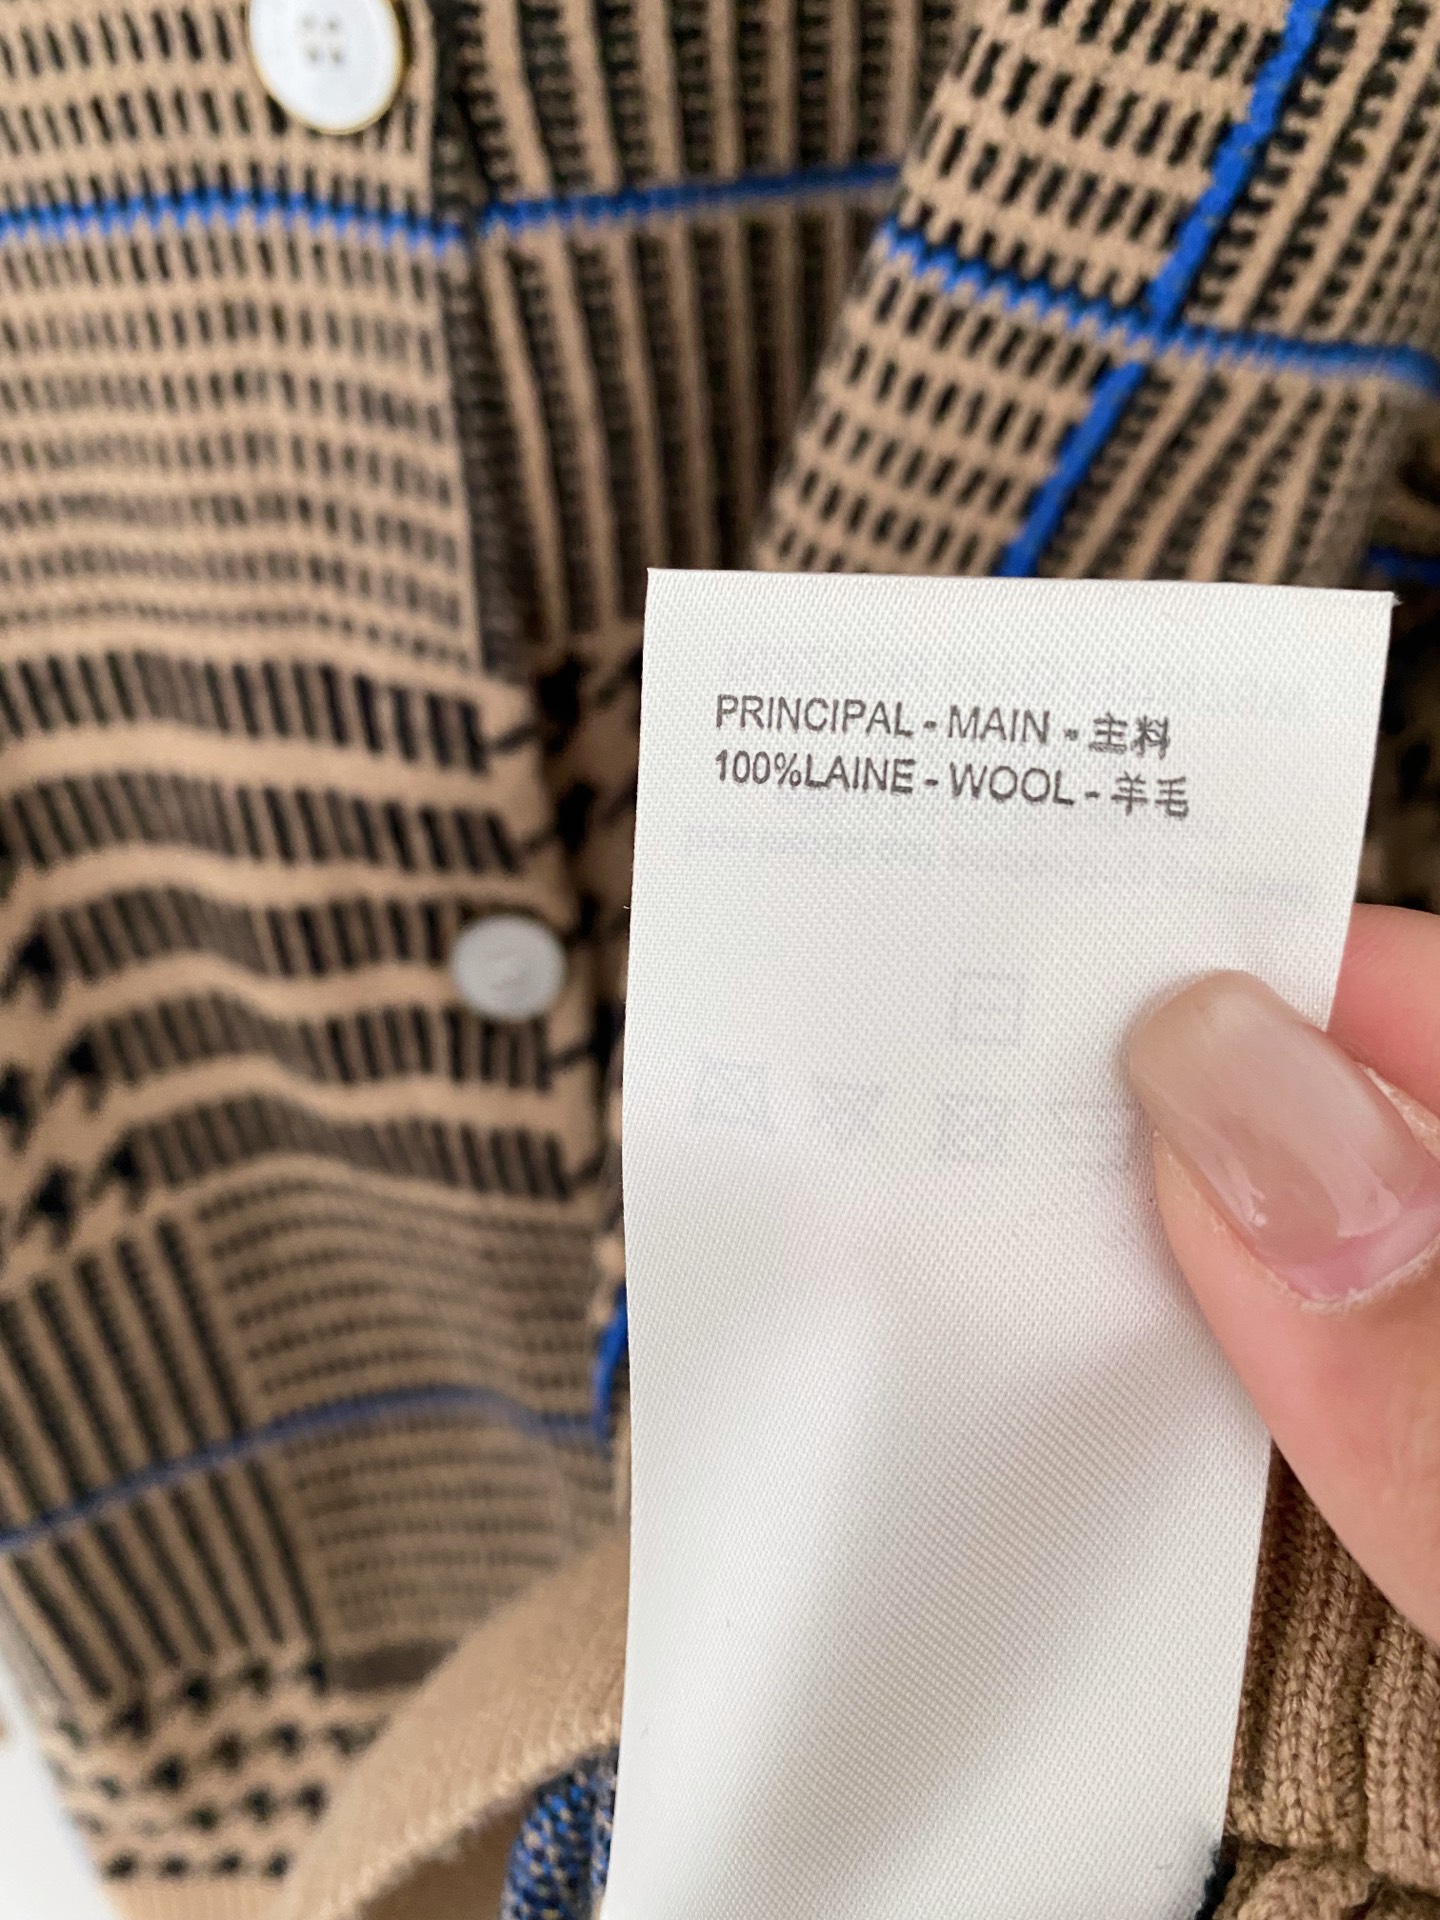 PRINCIPAL - MAIN - 主料
100%LAINE - WOOL - 羊毛